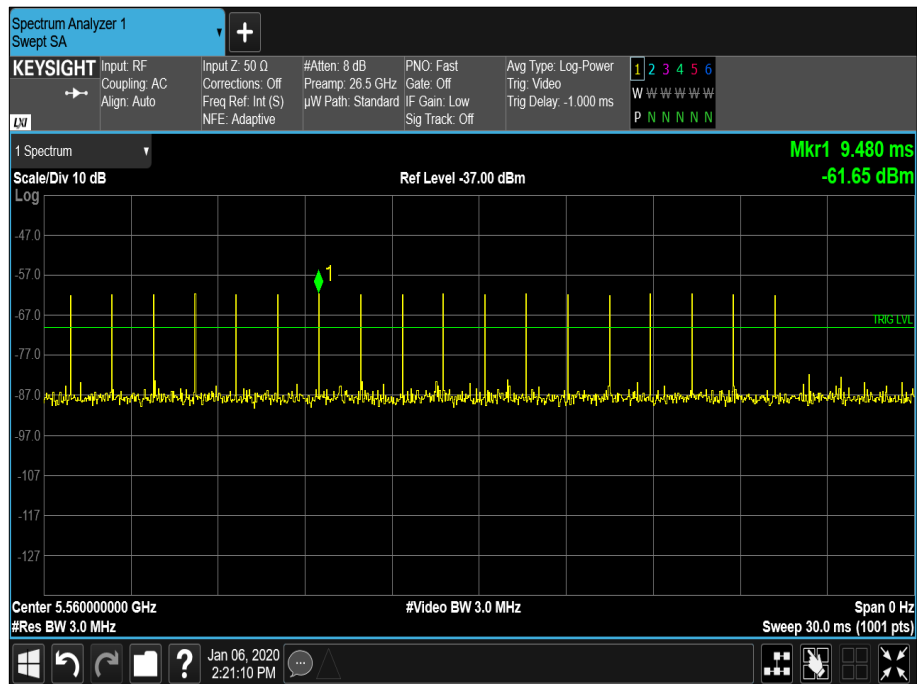 Spectrum Analyzer 1
Swept SA
KEYSIGHT
LXI
Input: RF
Coupling: AC
Align: Auto
Input Z: 50 Ω
Corrections: Off
Freq Ref: Int (S)
NFE: Adaptive
#Atten: 8 dB
Preamp: 26.5 GHz
µW Path: Standard
PNO: Fast
Gate: Off
IF Gain: Low
Sig Track: Off
Avg Type: Log-Power
Trig: Video
Trig Delay: -1.000 ms
1 2 3 4 5 6
W W W W W W
P N N N N N
1 Spectrum
Scale/Div 10 dB
Ref Level -37.00 dBm
Mkr1 9.480 ms
-61.65 dBm
Log
-47.0
-57.0
-67.0
-77.0
-87.0
-97.0
-107
-117
-127
1
TRIG LVL
Center 5.560000000 GHz
#Video BW 3.0 MHz
Span 0 Hz
#Res BW 3.0 MHz
Sweep 30.0 ms (1001 pts)
?
Jan 06, 2020
2:21:10 PM